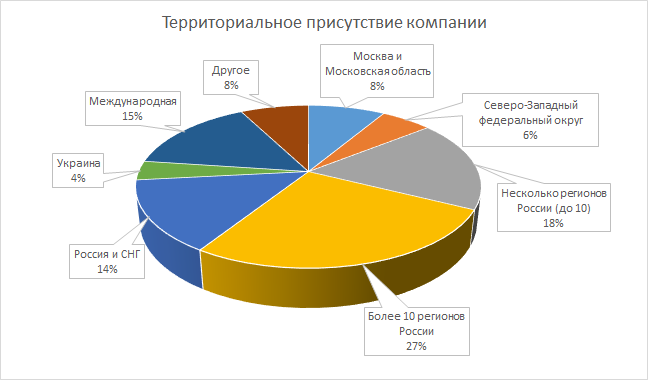 Территориальное присутствие компании
Москва и
Московская область
8%
Северо-Западный
федеральный округ
6%
Несколько регионов
России (до 10)
18%
Более 10 регионов
России
27%
Россия и СНГ
14%
Украина
4%
Международная
15%
Другое
8%